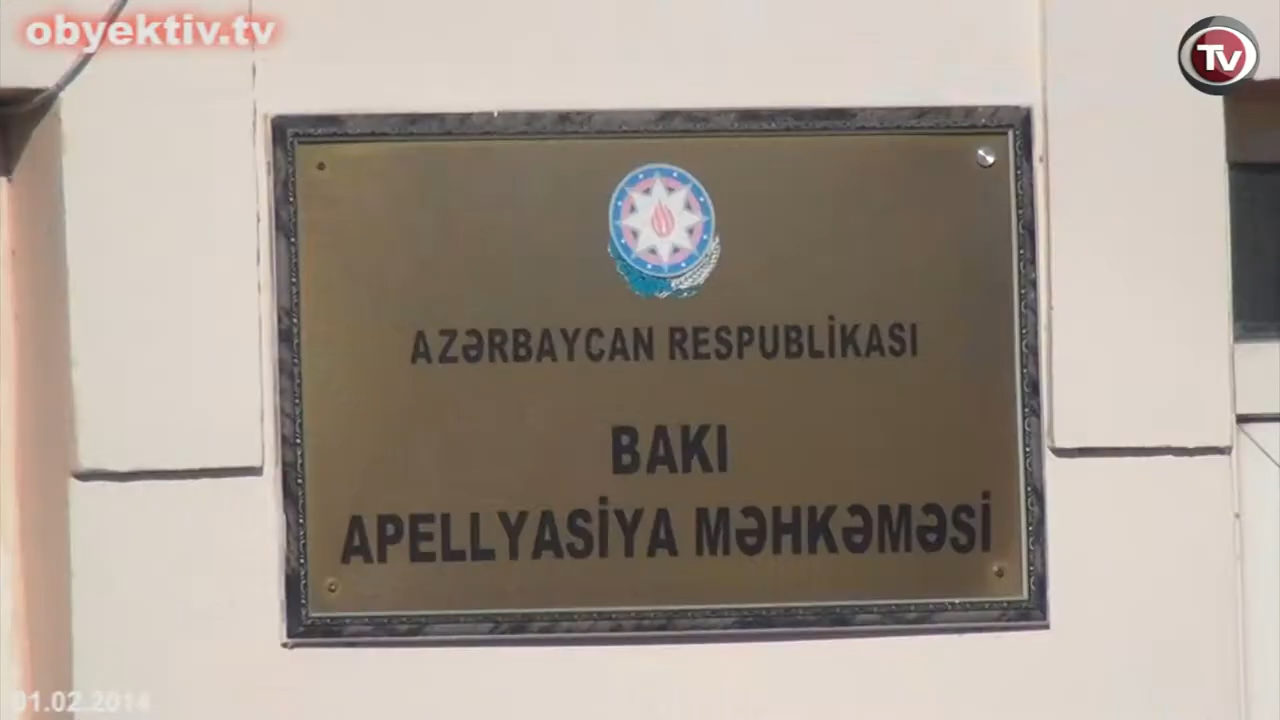 obyektiv.tv
TV
AZƏRBAYCAN RESPUBLİKASI
BAKI
APELLYASİYA MƏHKƏMƏSİ
01.02.2014